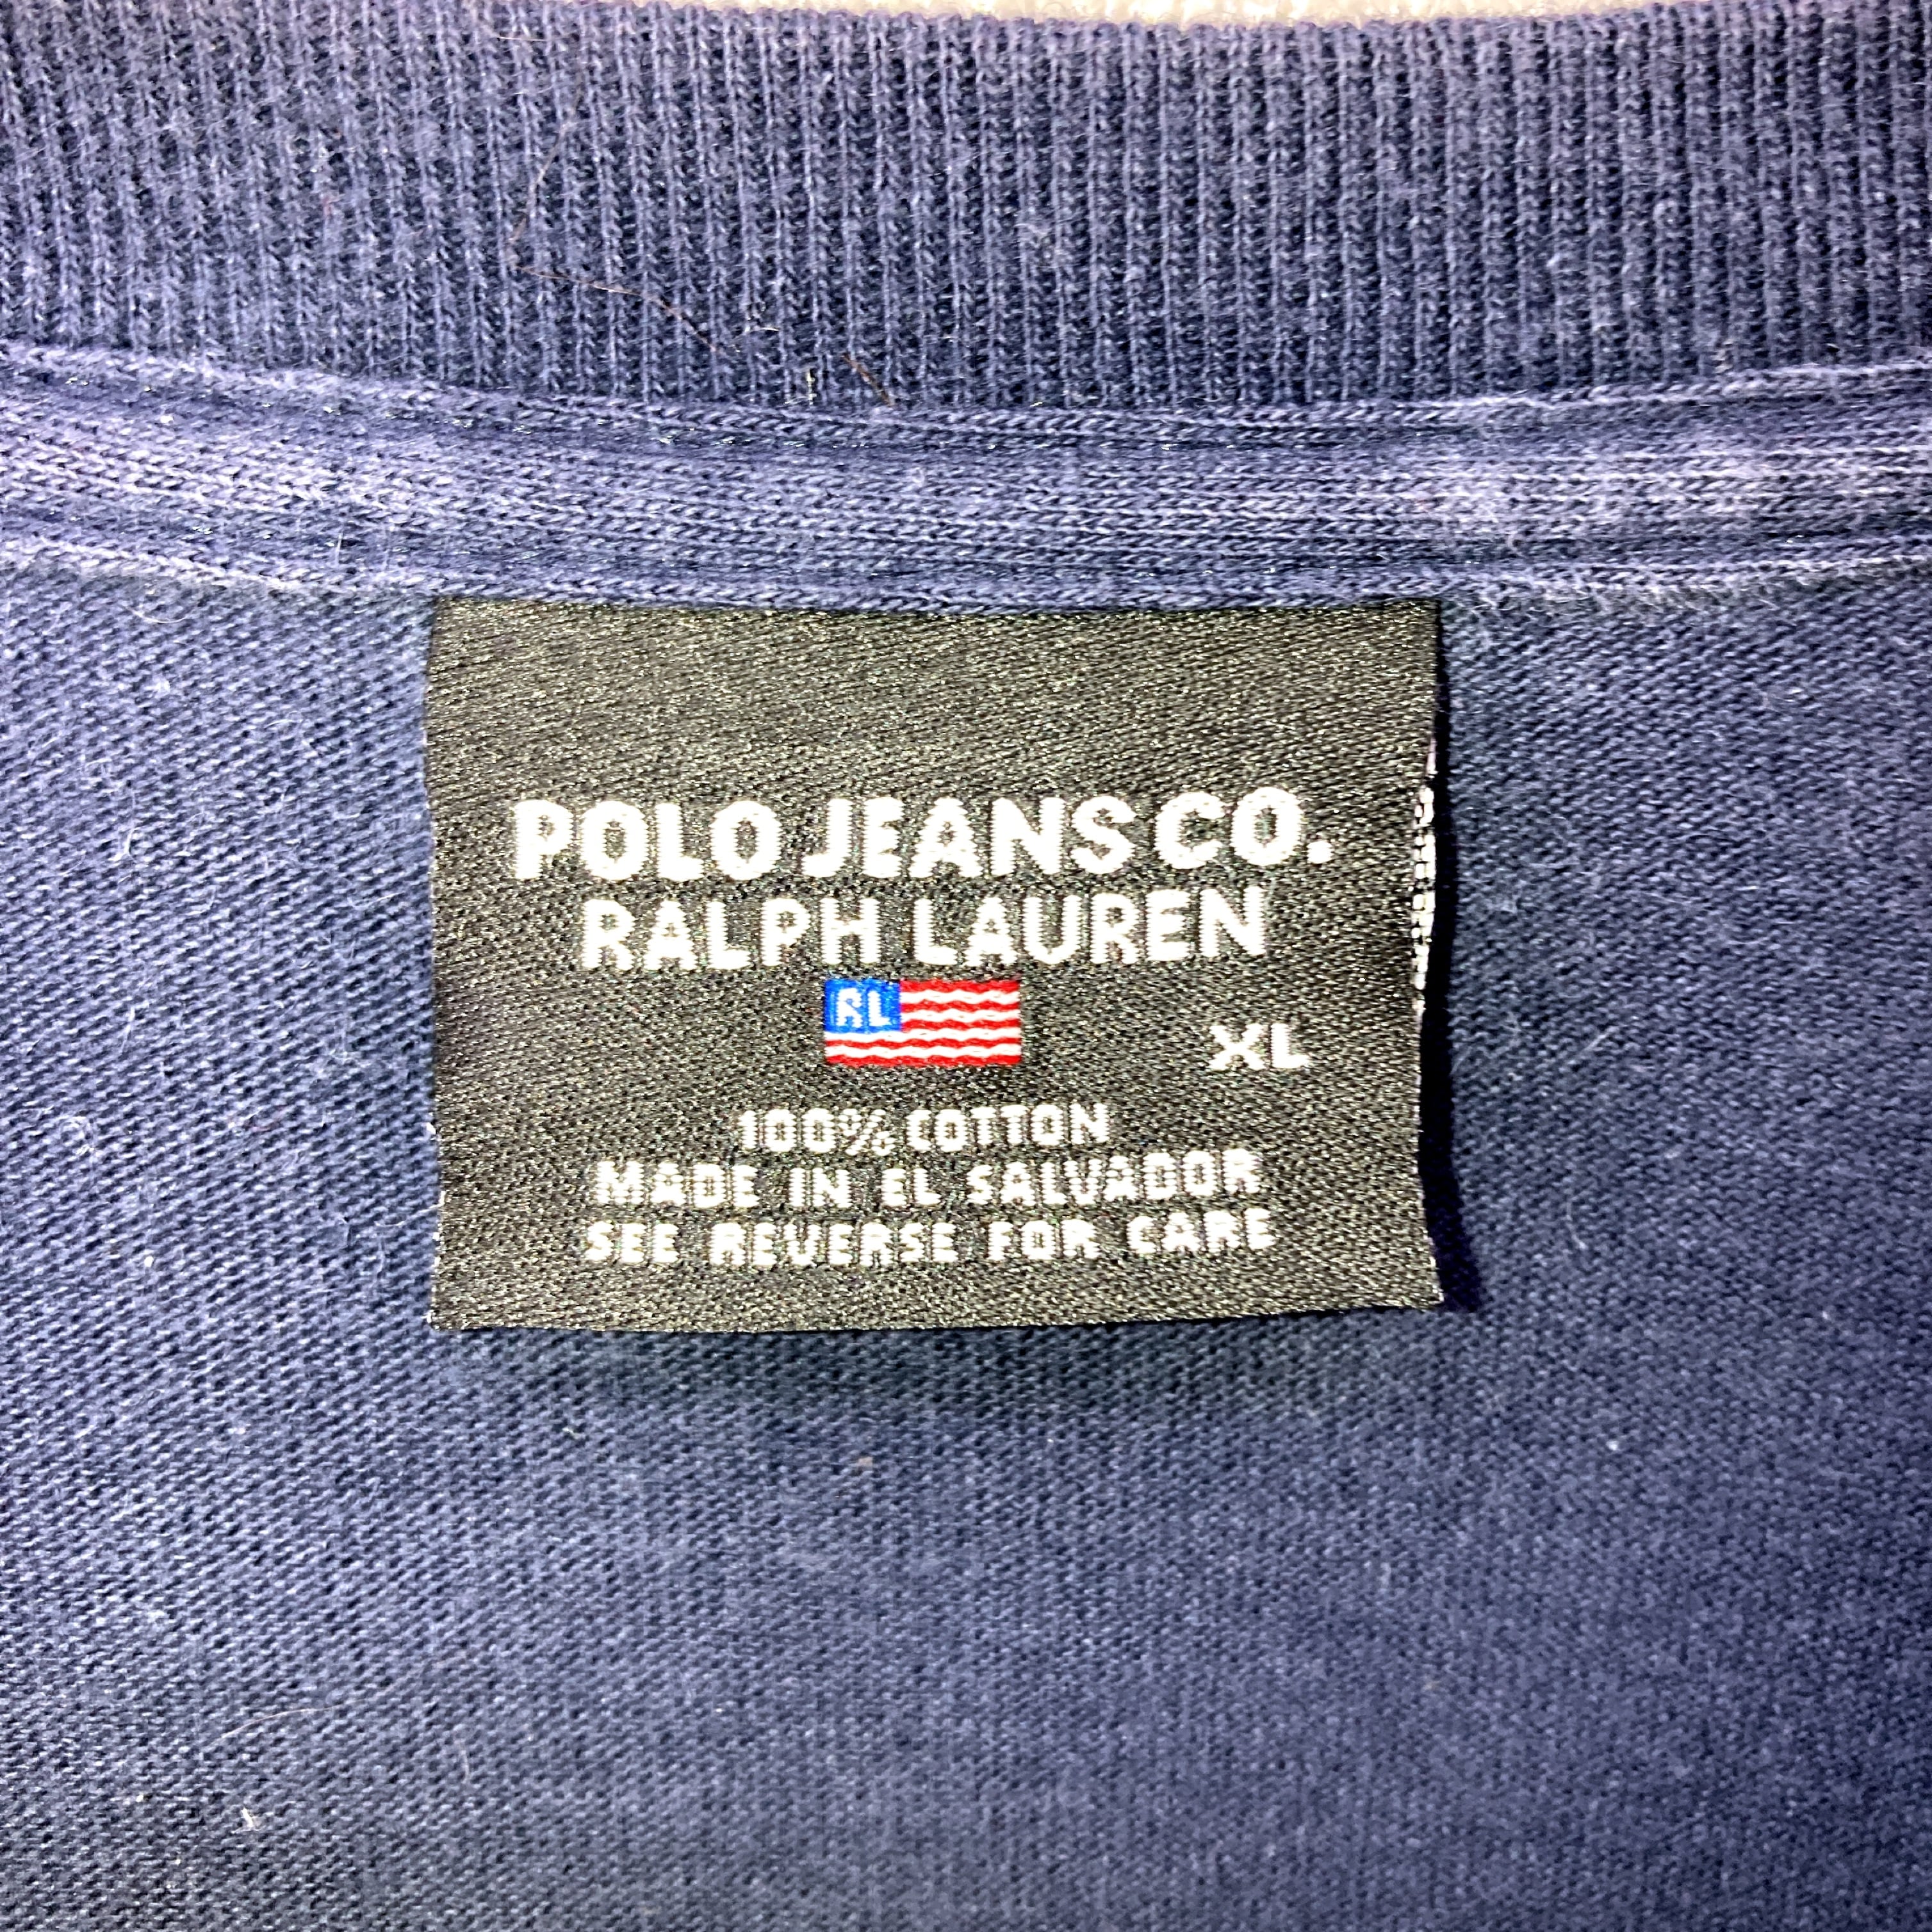 POLO JEANS CO.
RALPH LAUREN
RL
XL
100% COTTON
MADE IN EL SALVADOR
SEE REVERSE FOR CARE